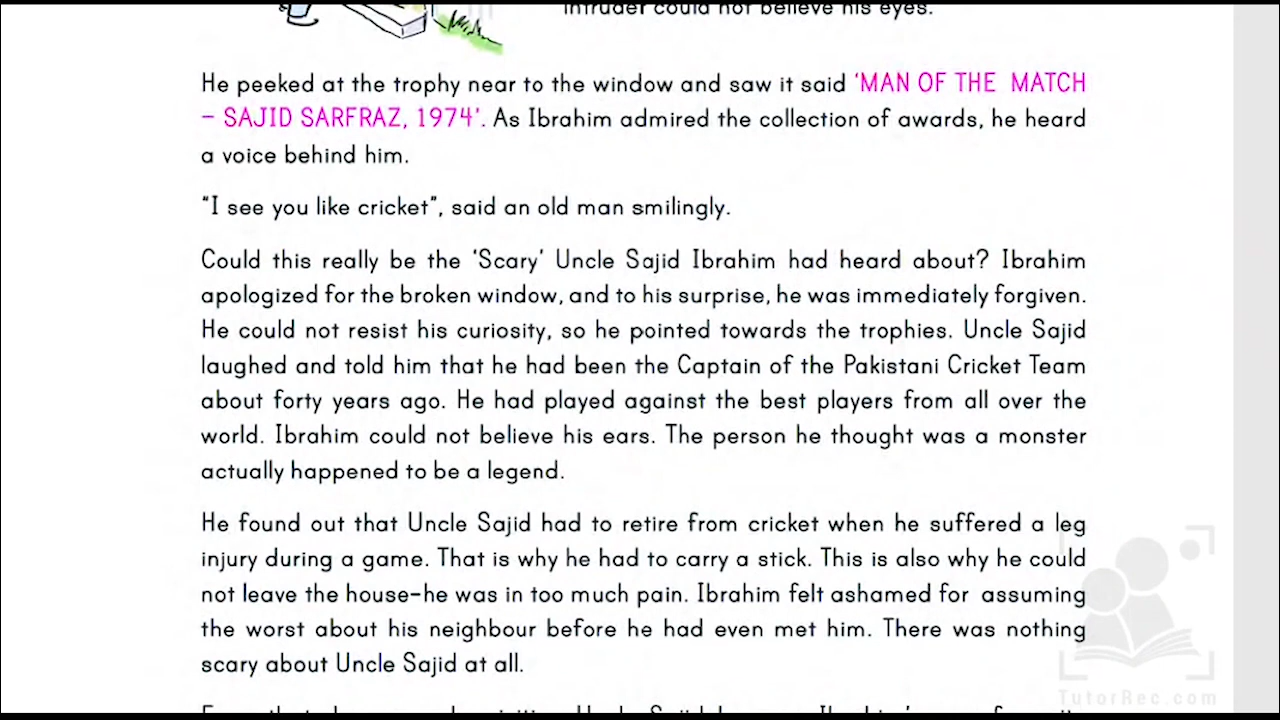 intruder could not believe his eyes.
He peeked at the trophy near to the window and saw it said ‘MAN OF THE MATCH
– SAJID SARFRAZ, 1974’. As Ibrahim admired the collection of awards, he heard
a voice behind him.
“I see you like cricket”, said an old man smilingly.
Could this really be the ‘Scary’ Uncle Sajid Ibrahim had heard about? Ibrahim
apologized for the broken window, and to his surprise, he was immediately forgiven.
He could not resist his curiosity, so he pointed towards the trophies. Uncle Sajid
laughed and told him that he had been the Captain of the Pakistani Cricket Team
about forty years ago. He had played against the best players from all over the
world. Ibrahim could not believe his ears. The person he thought was a monster
actually happened to be a legend.
He found out that Uncle Sajid had to retire from cricket when he suffered a leg
injury during a game. That is why he had to carry a stick. This is also why he could
not leave the house–he was in too much pain. Ibrahim felt ashamed for assuming
the worst about his neighbour before he had even met him. There was nothing
scary about Uncle Sajid at all.
TutorRec.com